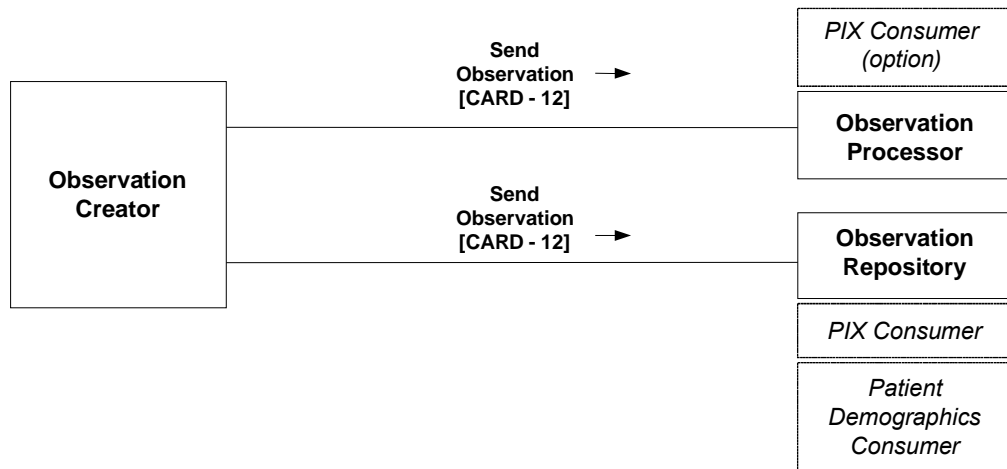 Send
Observation
[CARD - 12]
PIX Consumer
(option)
Observation
Processor
Observation
Creator
Send
Observation
[CARD - 12]
Observation
Repository
PIX Consumer
Patient
Demographics
Consumer